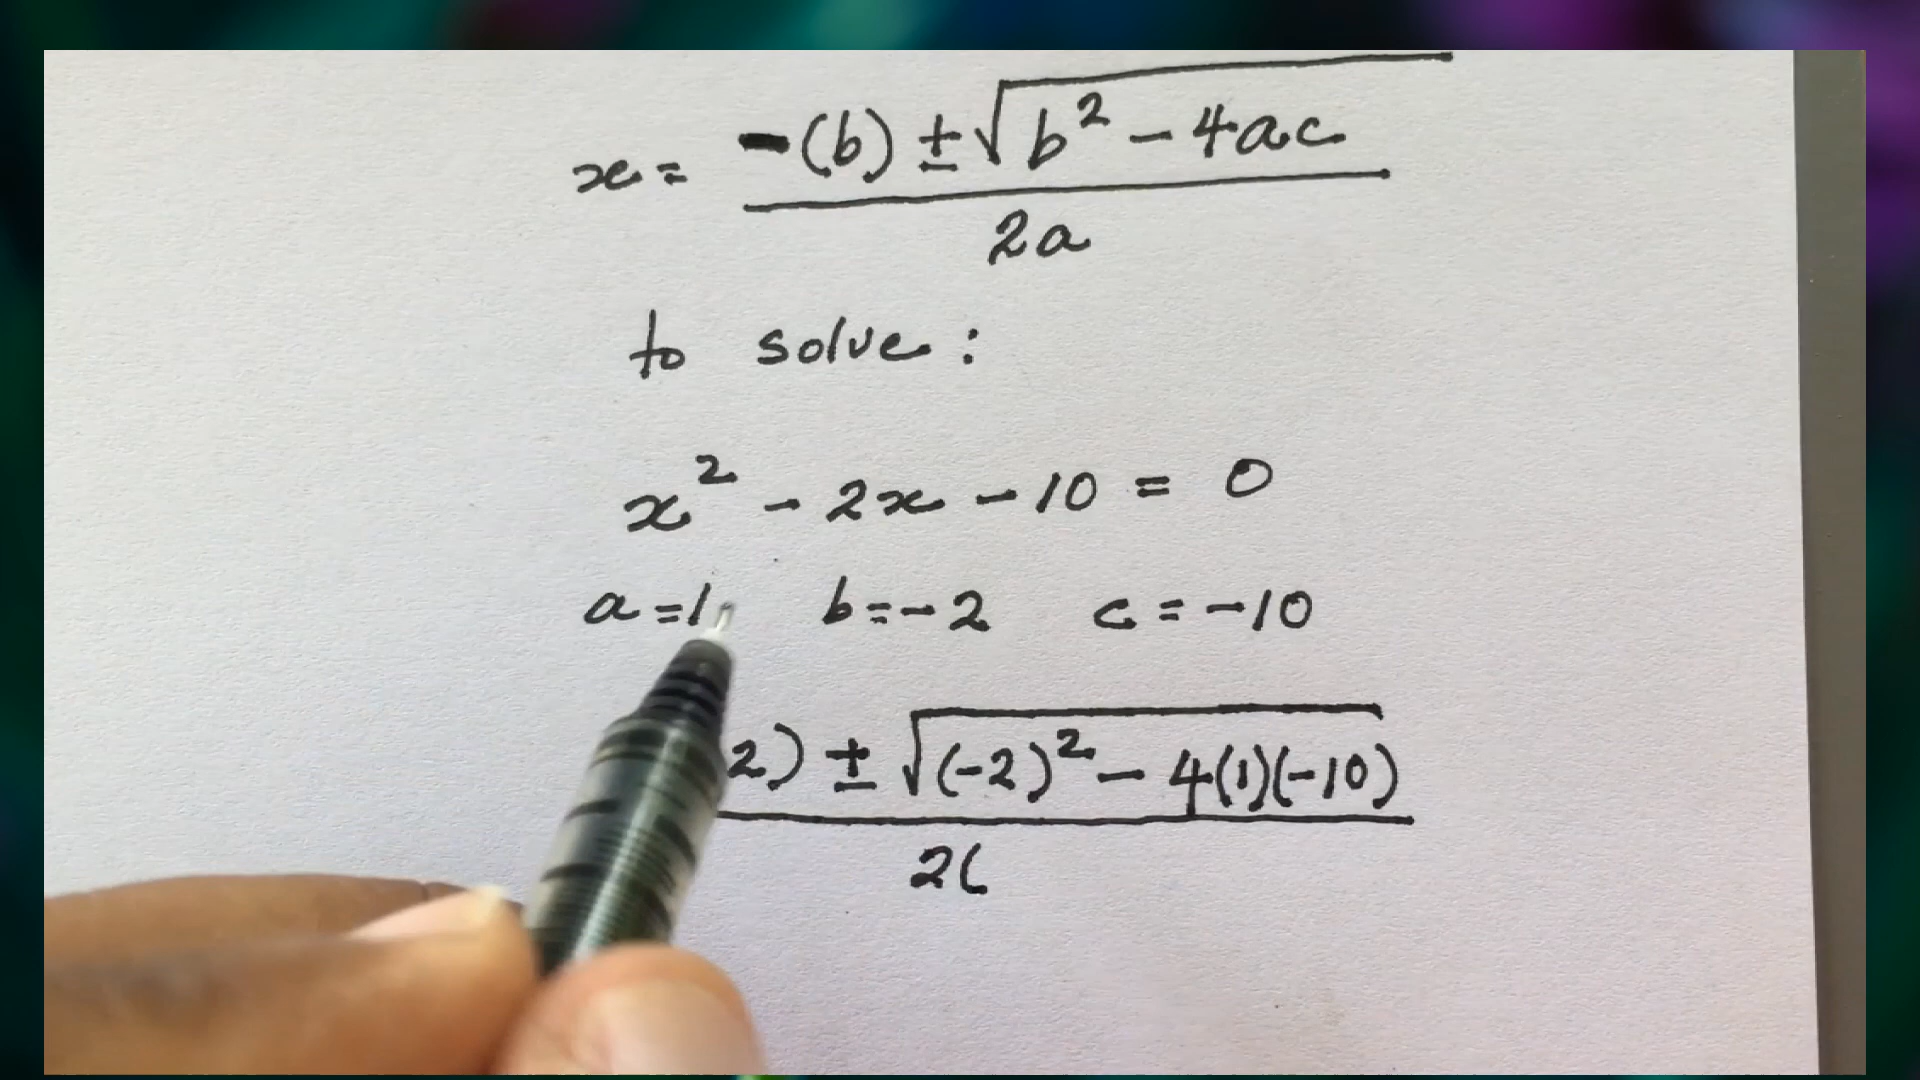 x = -(b) ± √b² - 4ac
2a
to solve:
x² - 2x - 10 = 0
a = 1 b = -2 c = -10
2) ± √(-2)² - 4(1)(-10)
2(